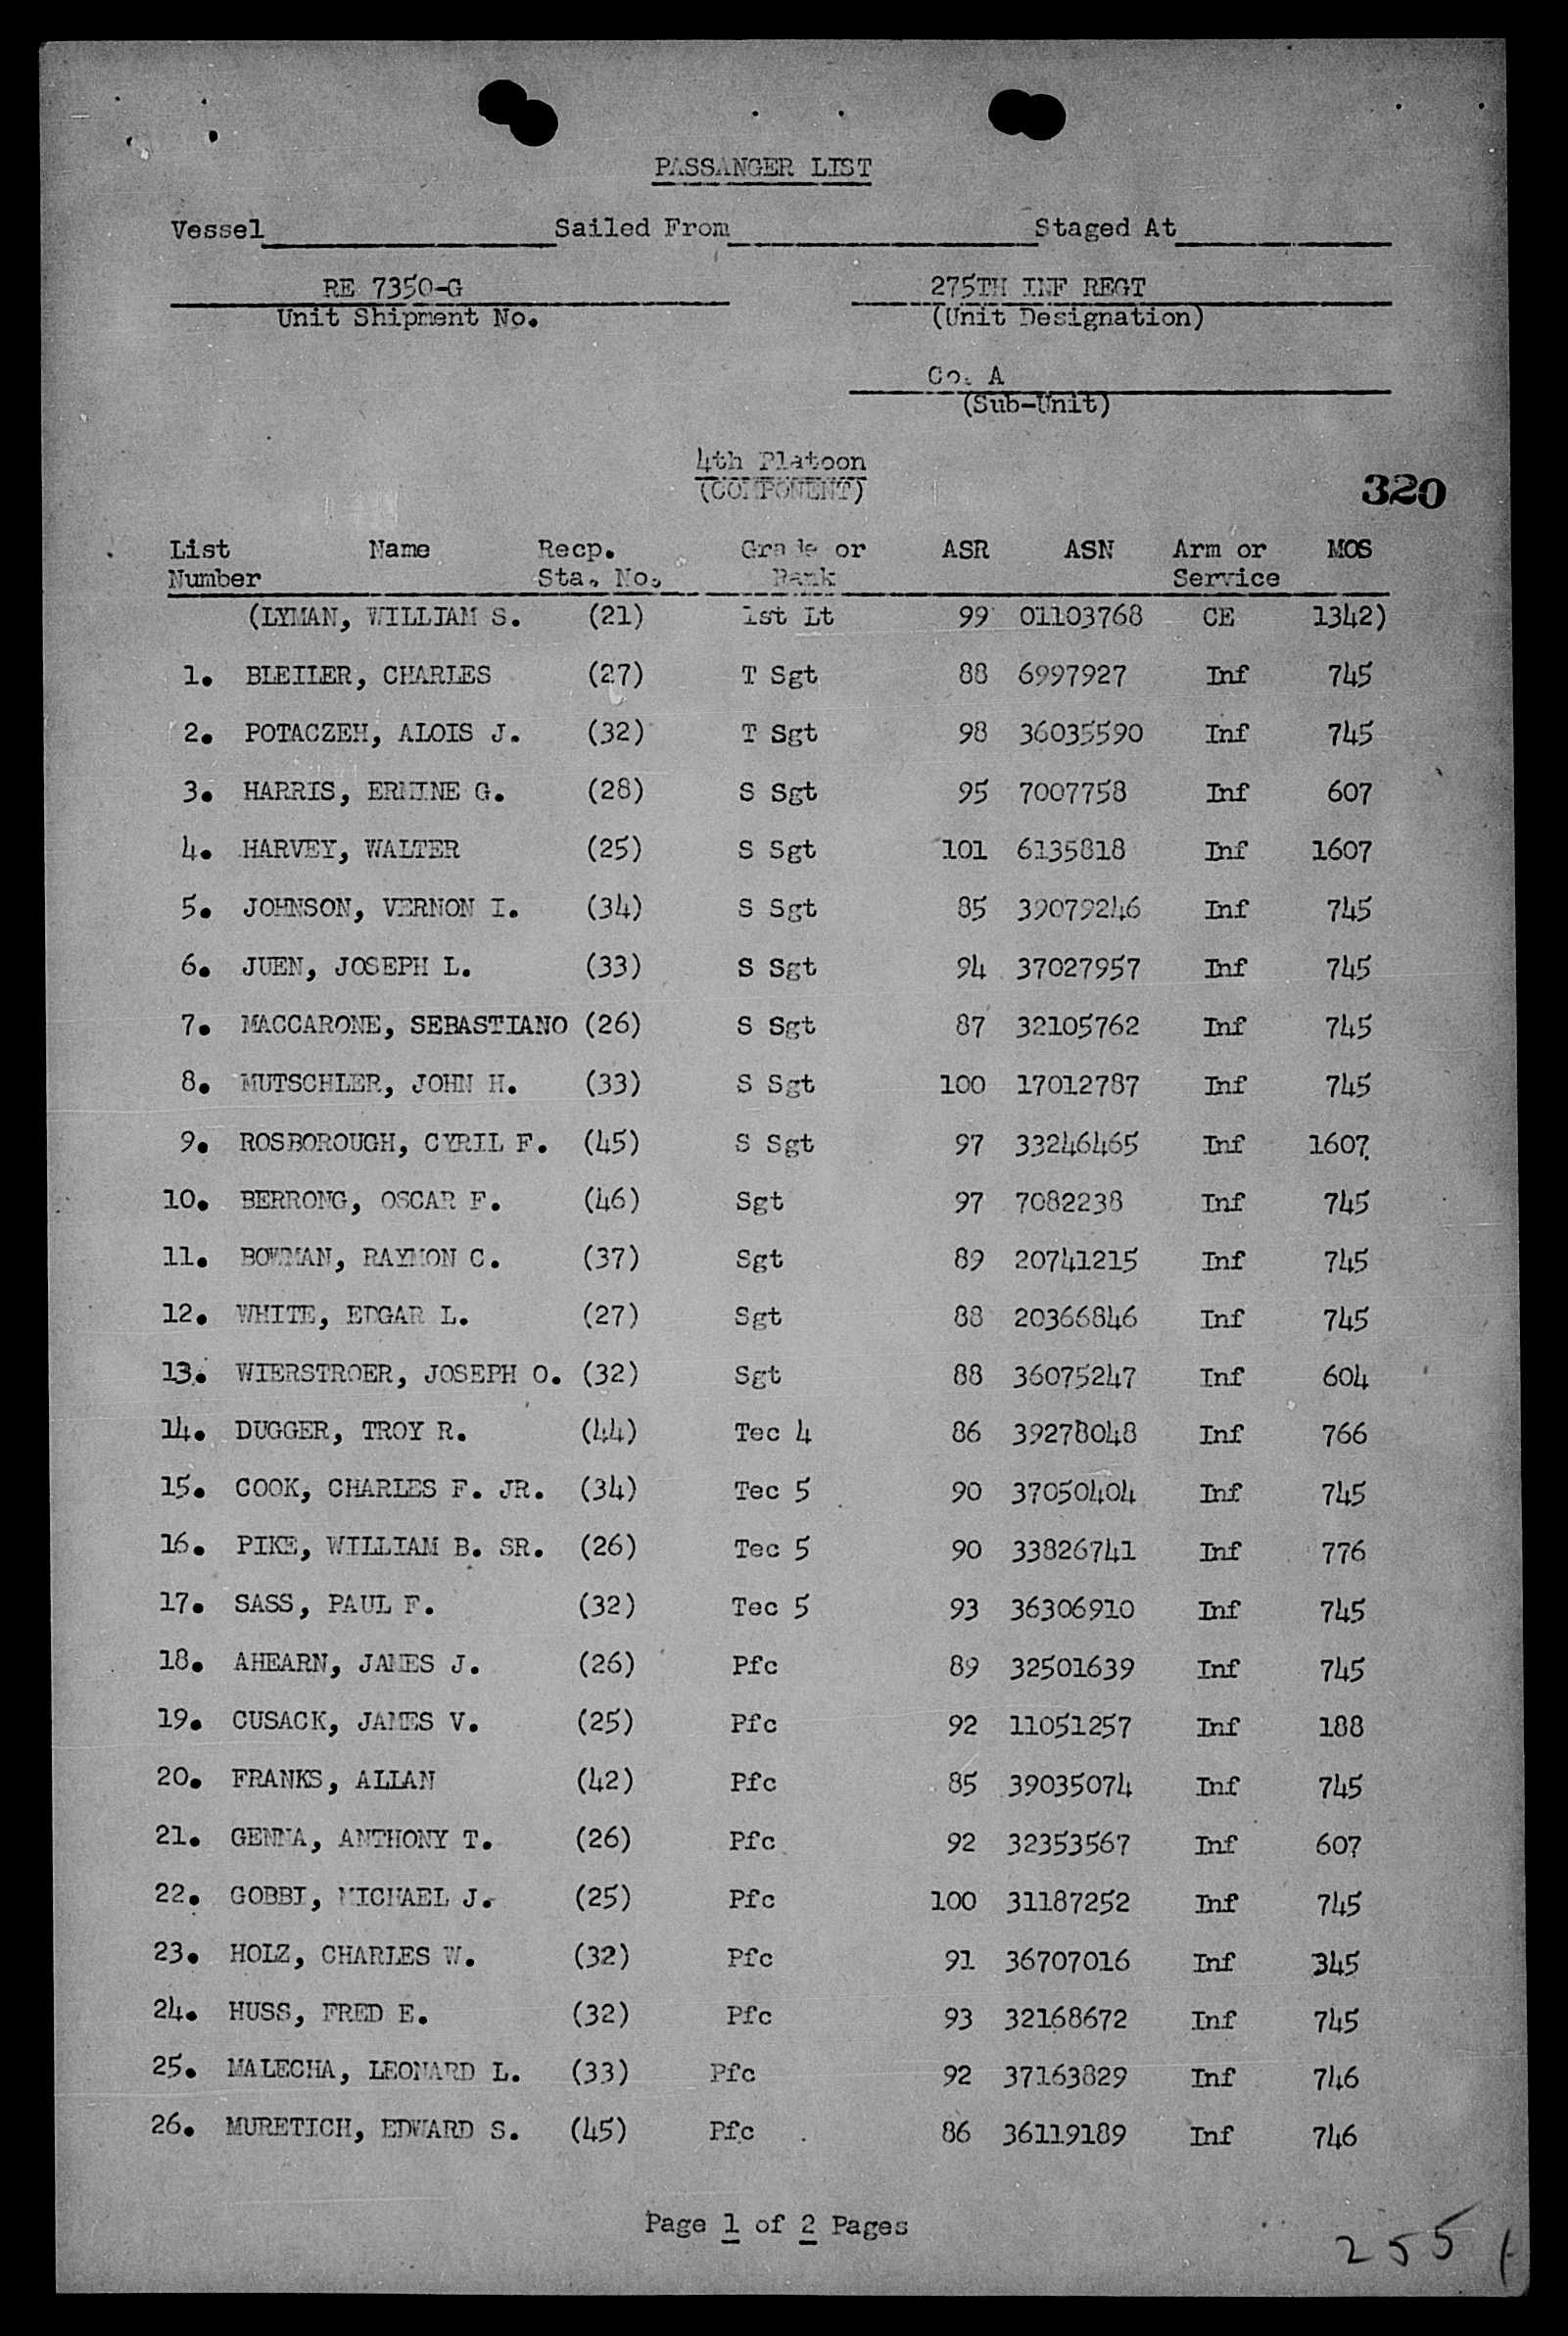 PASSANGER LIST
Vessel Sailed From Staged At
RE 7350-G 275TH INF REGT
Unit Shipment No. (Unit Designation)
Co. A
(Sub-Unit)
4th Platoon
(COMPONENT)
320
List Name Recp. Grade or ASR ASN Arm or MOS
Number Sta. No. Rank Service
(LYMAN, WILLIAM S. (21) 1st Lt 99 01103768 CE 1342)
1. BLEILER, CHARLES (27) T Sgt 88 6997927 Inf 745
2. POTACZEH, ALOIS J. (32) T Sgt 98 36035590 Inf 745
3. HARRIS, ERMINE G. (28) S Sgt 95 7007758 Inf 607
4. HARVEY, WALTER (25) S Sgt 101 6135818 Inf 1607
5. JOHNSON, VERNON I. (34) S Sgt 85 39079246 Inf 745
6. JUEN, JOSEPH L. (33) S Sgt 94 37027957 Inf 745
7. MACCARONE, SEBASTIANO (26) S Sgt 87 32105762 Inf 745
8. MUTSCHLER, JOHN H. (33) S Sgt 100 17012787 Inf 745
9. ROSBOROUGH, CYRIL F. (45) S Sgt 97 33246465 Inf 1607
10. BERRONG, OSCAR F. (46) Sgt 97 7082238 Inf 745
11. BOWMAN, RAYMON C. (37) Sgt 89 20741215 Inf 745
12. WHITE, EDGAR L. (27) Sgt 88 20366846 Inf 745
13. WIERSTROER, JOSEPH O. (32) Sgt 88 36075247 Inf 604
14. DUGGER, TROY R. (44) Tec 4 86 39278048 Inf 766
15. COOK, CHARLES F. JR. (34) Tec 5 90 37050404 Inf 745
16. PIKE, WILLIAM B. SR. (26) Tec 5 90 33826741 Inf 776
17. SASS, PAUL F. (32) Tec 5 93 36306910 Inf 745
18. AHEARN, JAMES J. (26) Pfc 89 32501639 Inf 745
19. CUSACK, JAMES V. (25) Pfc 92 11051257 Inf 188
20. FRANKS, ALLAN (42) Pfc 85 39035074 Inf 745
21. GENNA, ANTHONY T. (26) Pfc 92 32353567 Inf 607
22. GOBBI, MICHAEL J. (25) Pfc 100 31187252 Inf 745
23. HOLZ, CHARLES W. (32) Pfc 91 36707016 Inf 345
24. HUSS, FRED E. (32) Pfc 93 32168672 Inf 745
25. MALECHA, LEONARD L. (33) Pfc 92 37163829 Inf 746
26. MURETICH, EDWARD S. (45) Pfc 86 36119189 Inf 746
Page 1 of 2 Pages
255